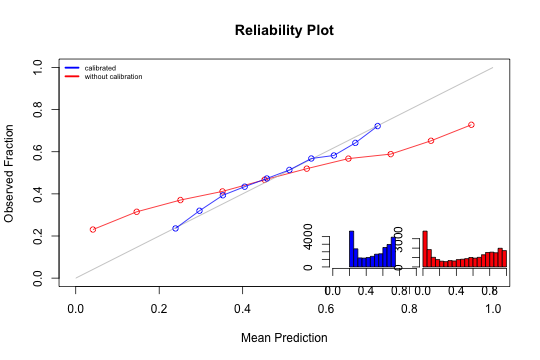 Reliability Plot
calibrated
without calibration
Observed Fraction
1.0
0.8
0.6
0.4
0.2
0.0
4000
0
3000
0
0.0 0.4 0.8 0.0 0.4 0.8
0.0 0.2 0.4 0.6 0.8 1.0
Mean Prediction